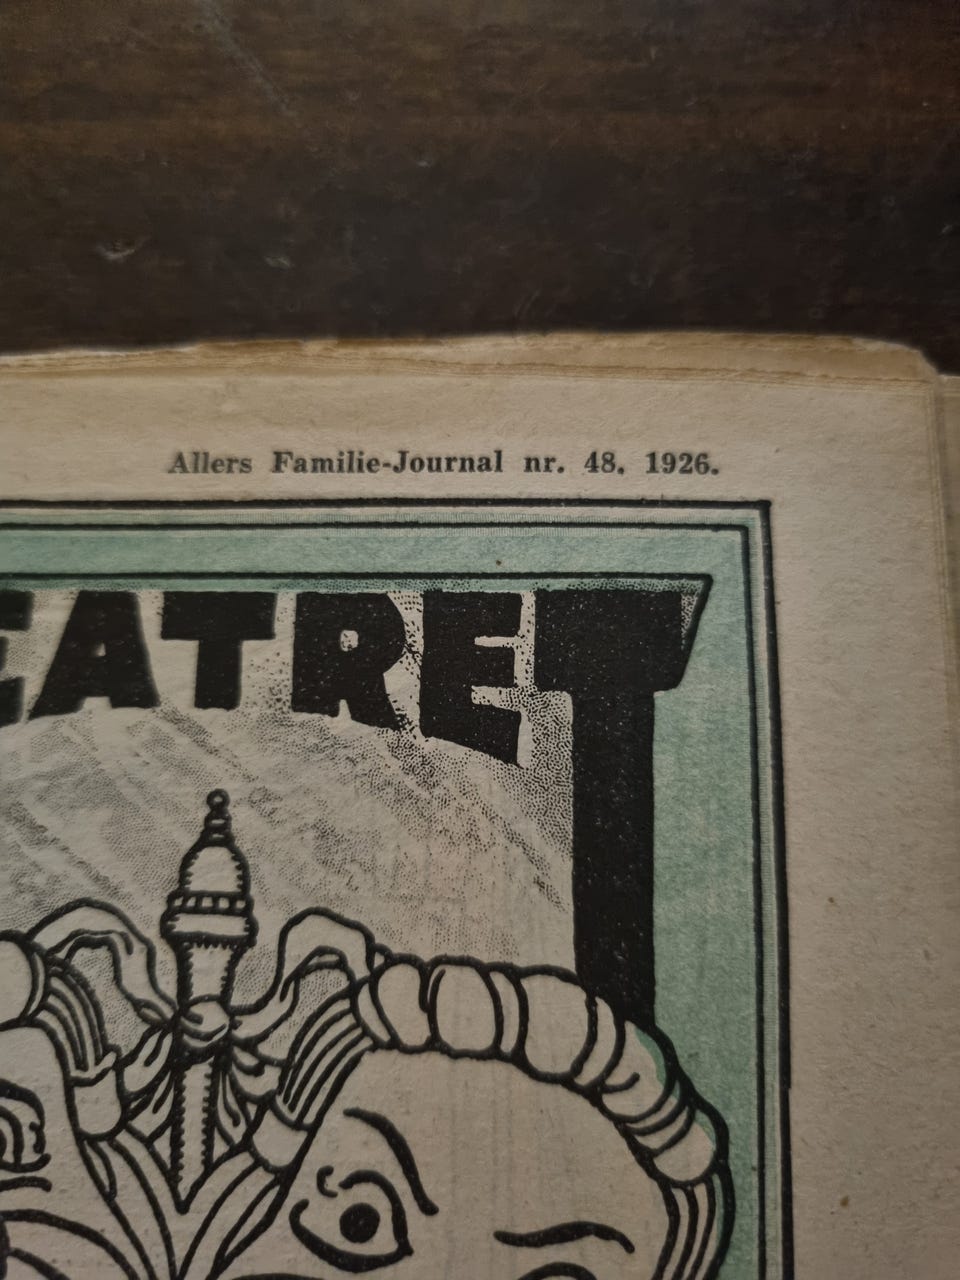 Allers Familie-Journal nr. 48. 1926.
EATRET